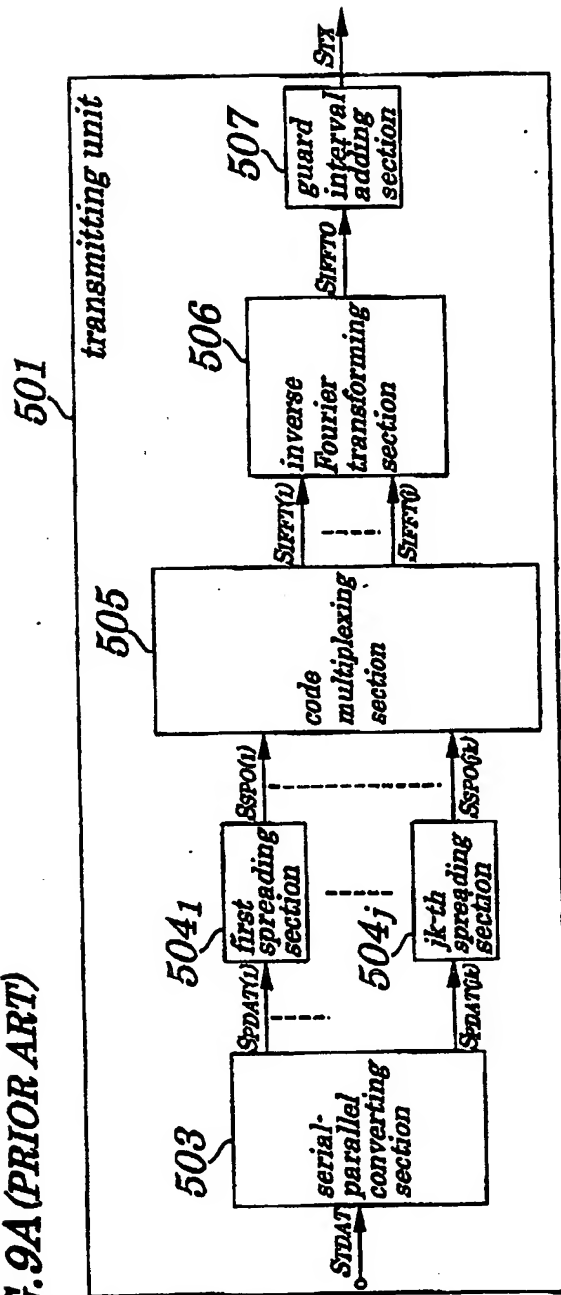 G.9A (PRIOR ART)
501
transmitting unit
STDAT
503
serial-
parallel
converting
section
SPDAT(1)
SPDAT(jk)
5041
first
spreading
section
504j
jk-th
spreading
section
SSPO(1)
SSPO(jk)
505
code
multiplexing
section
SIFFT(1)
SIFFT(j)
506
inverse
Fourier
transforming
section
SIFFTO
507
guard
interval
adding
section
STX